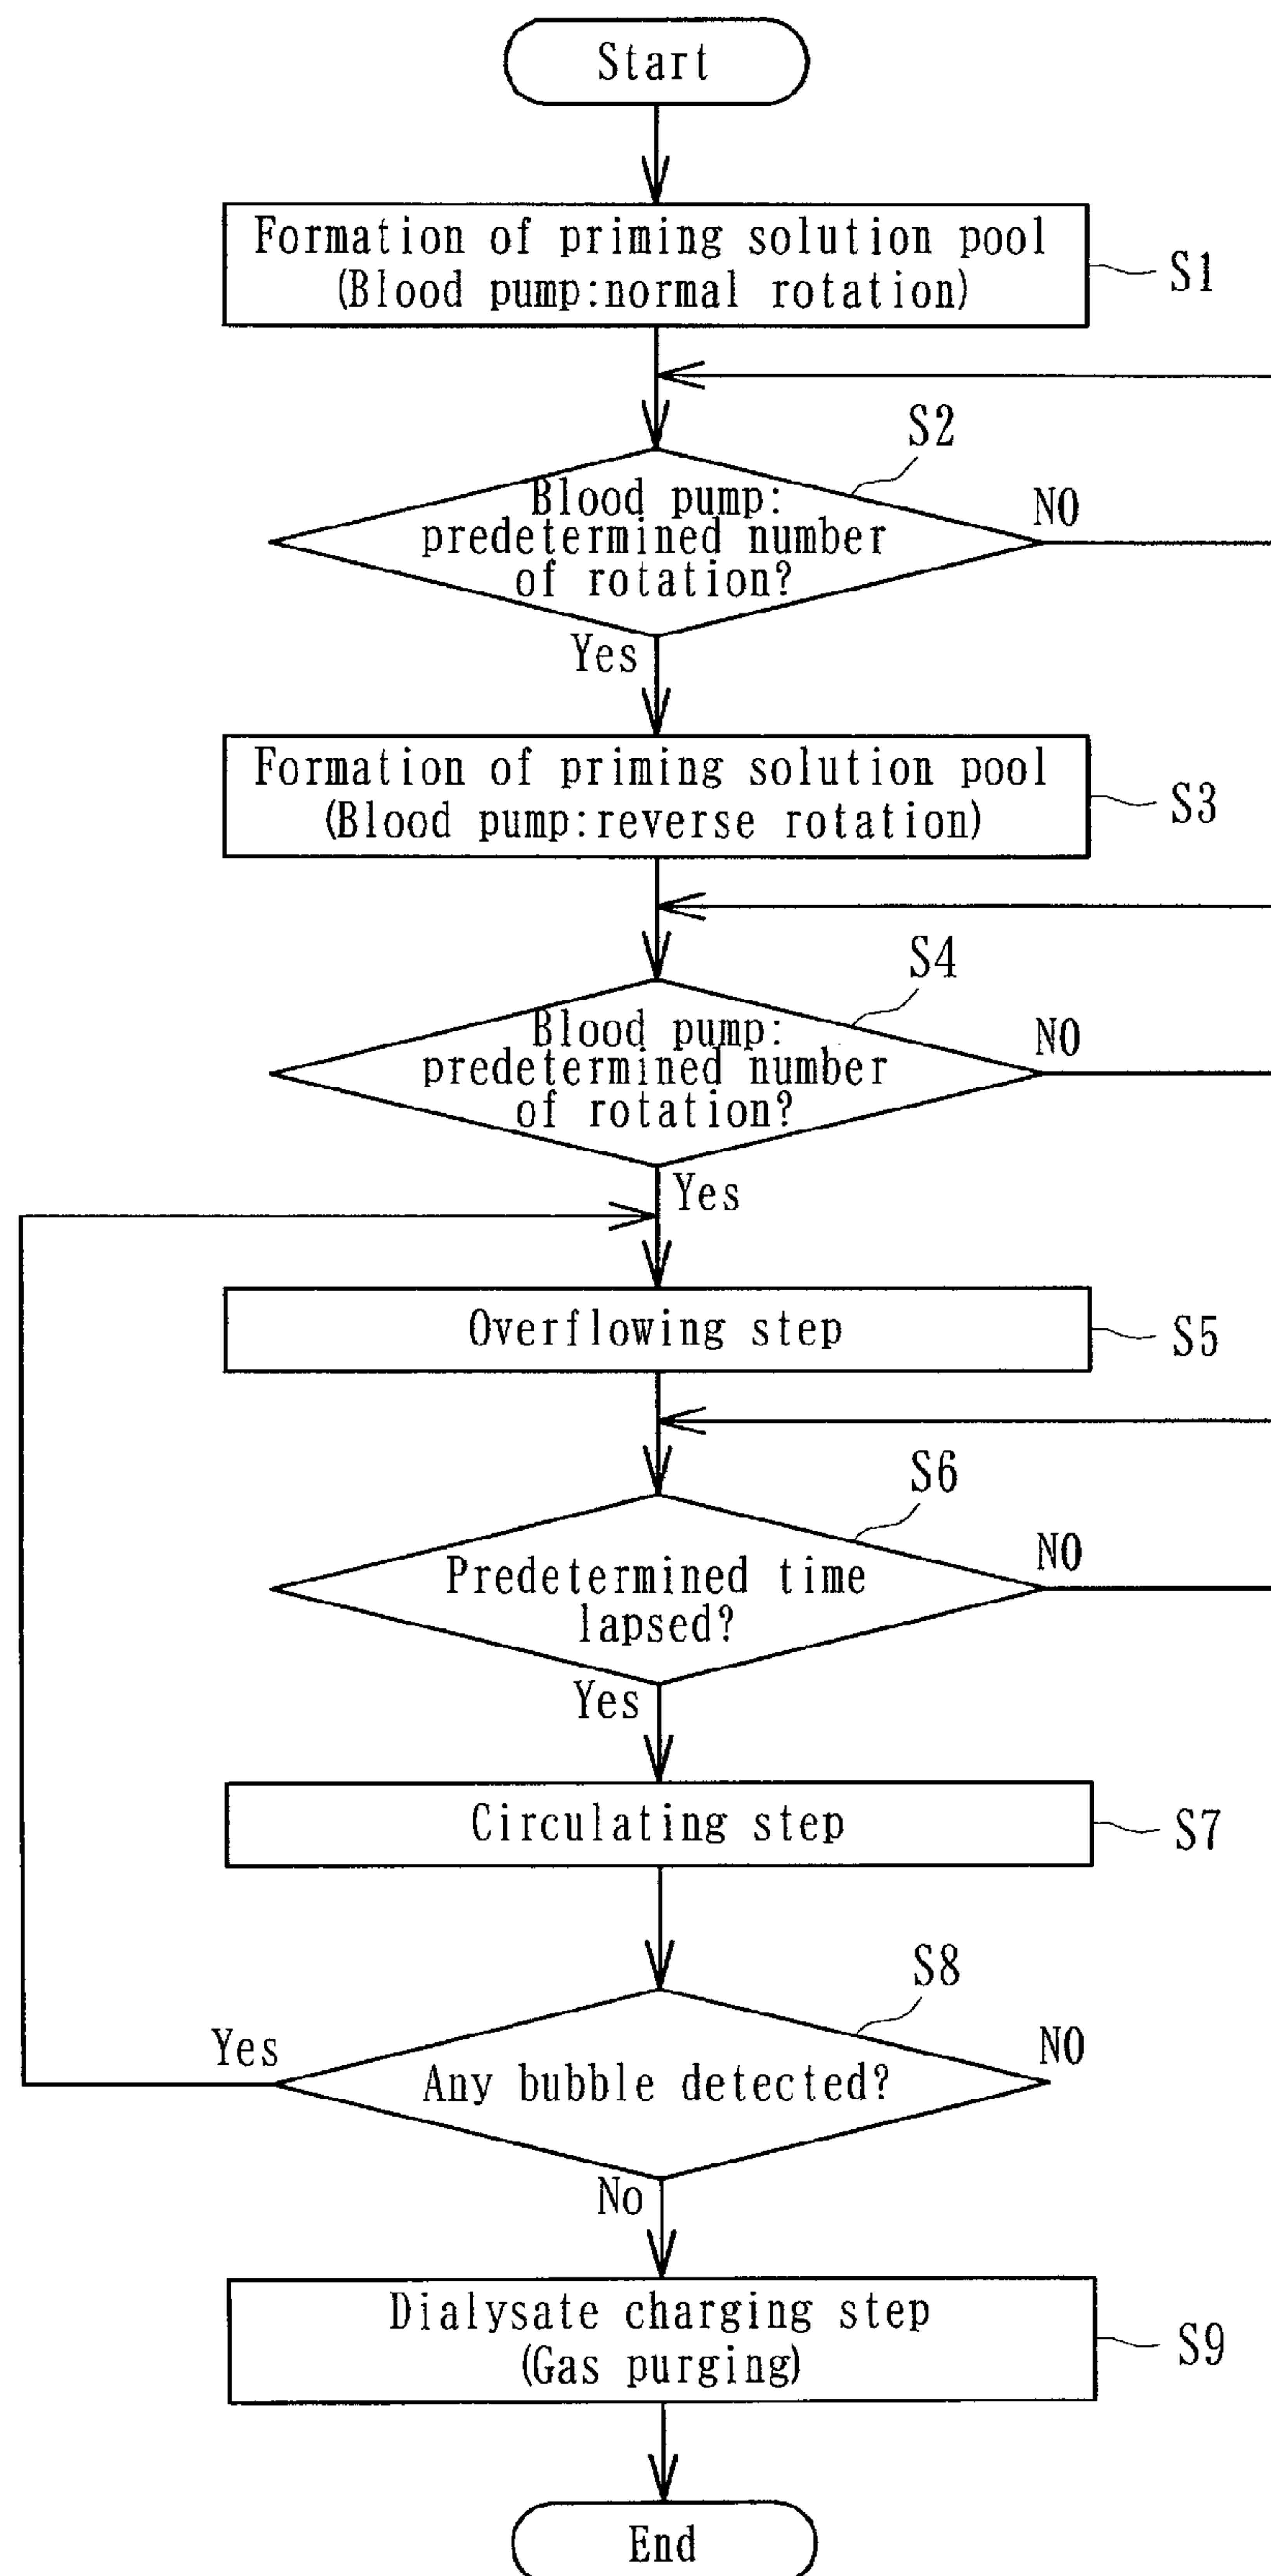 Start
Formation of priming solution pool
(Blood pump:normal rotation)
S1
S2
Blood pump:
predetermined number
of rotation?
NO
Yes
Formation of priming solution pool
(Blood pump:reverse rotation)
S3
S4
Blood pump:
predetermined number
of rotation?
NO
Yes
Overflowing step
S5
S6
Predetermined time
lapsed?
NO
Yes
Circulating step
S7
S8
Yes
NO
Any bubble detected?
No
Dialysate charging step
(Gas purging)
S9
End